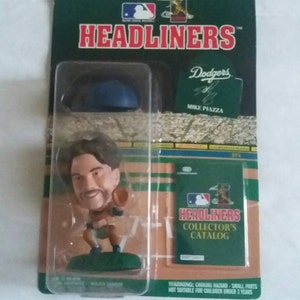 HEADLINERS
Dodgers
MIKE PIAZZA
HEADLINERS
COLLECTOR'S
CATALOG
WARNING: CHOKING HAZARD - SMALL PARTS
NOT SUITABLE FOR CHILDREN UNDER 3 YEARS